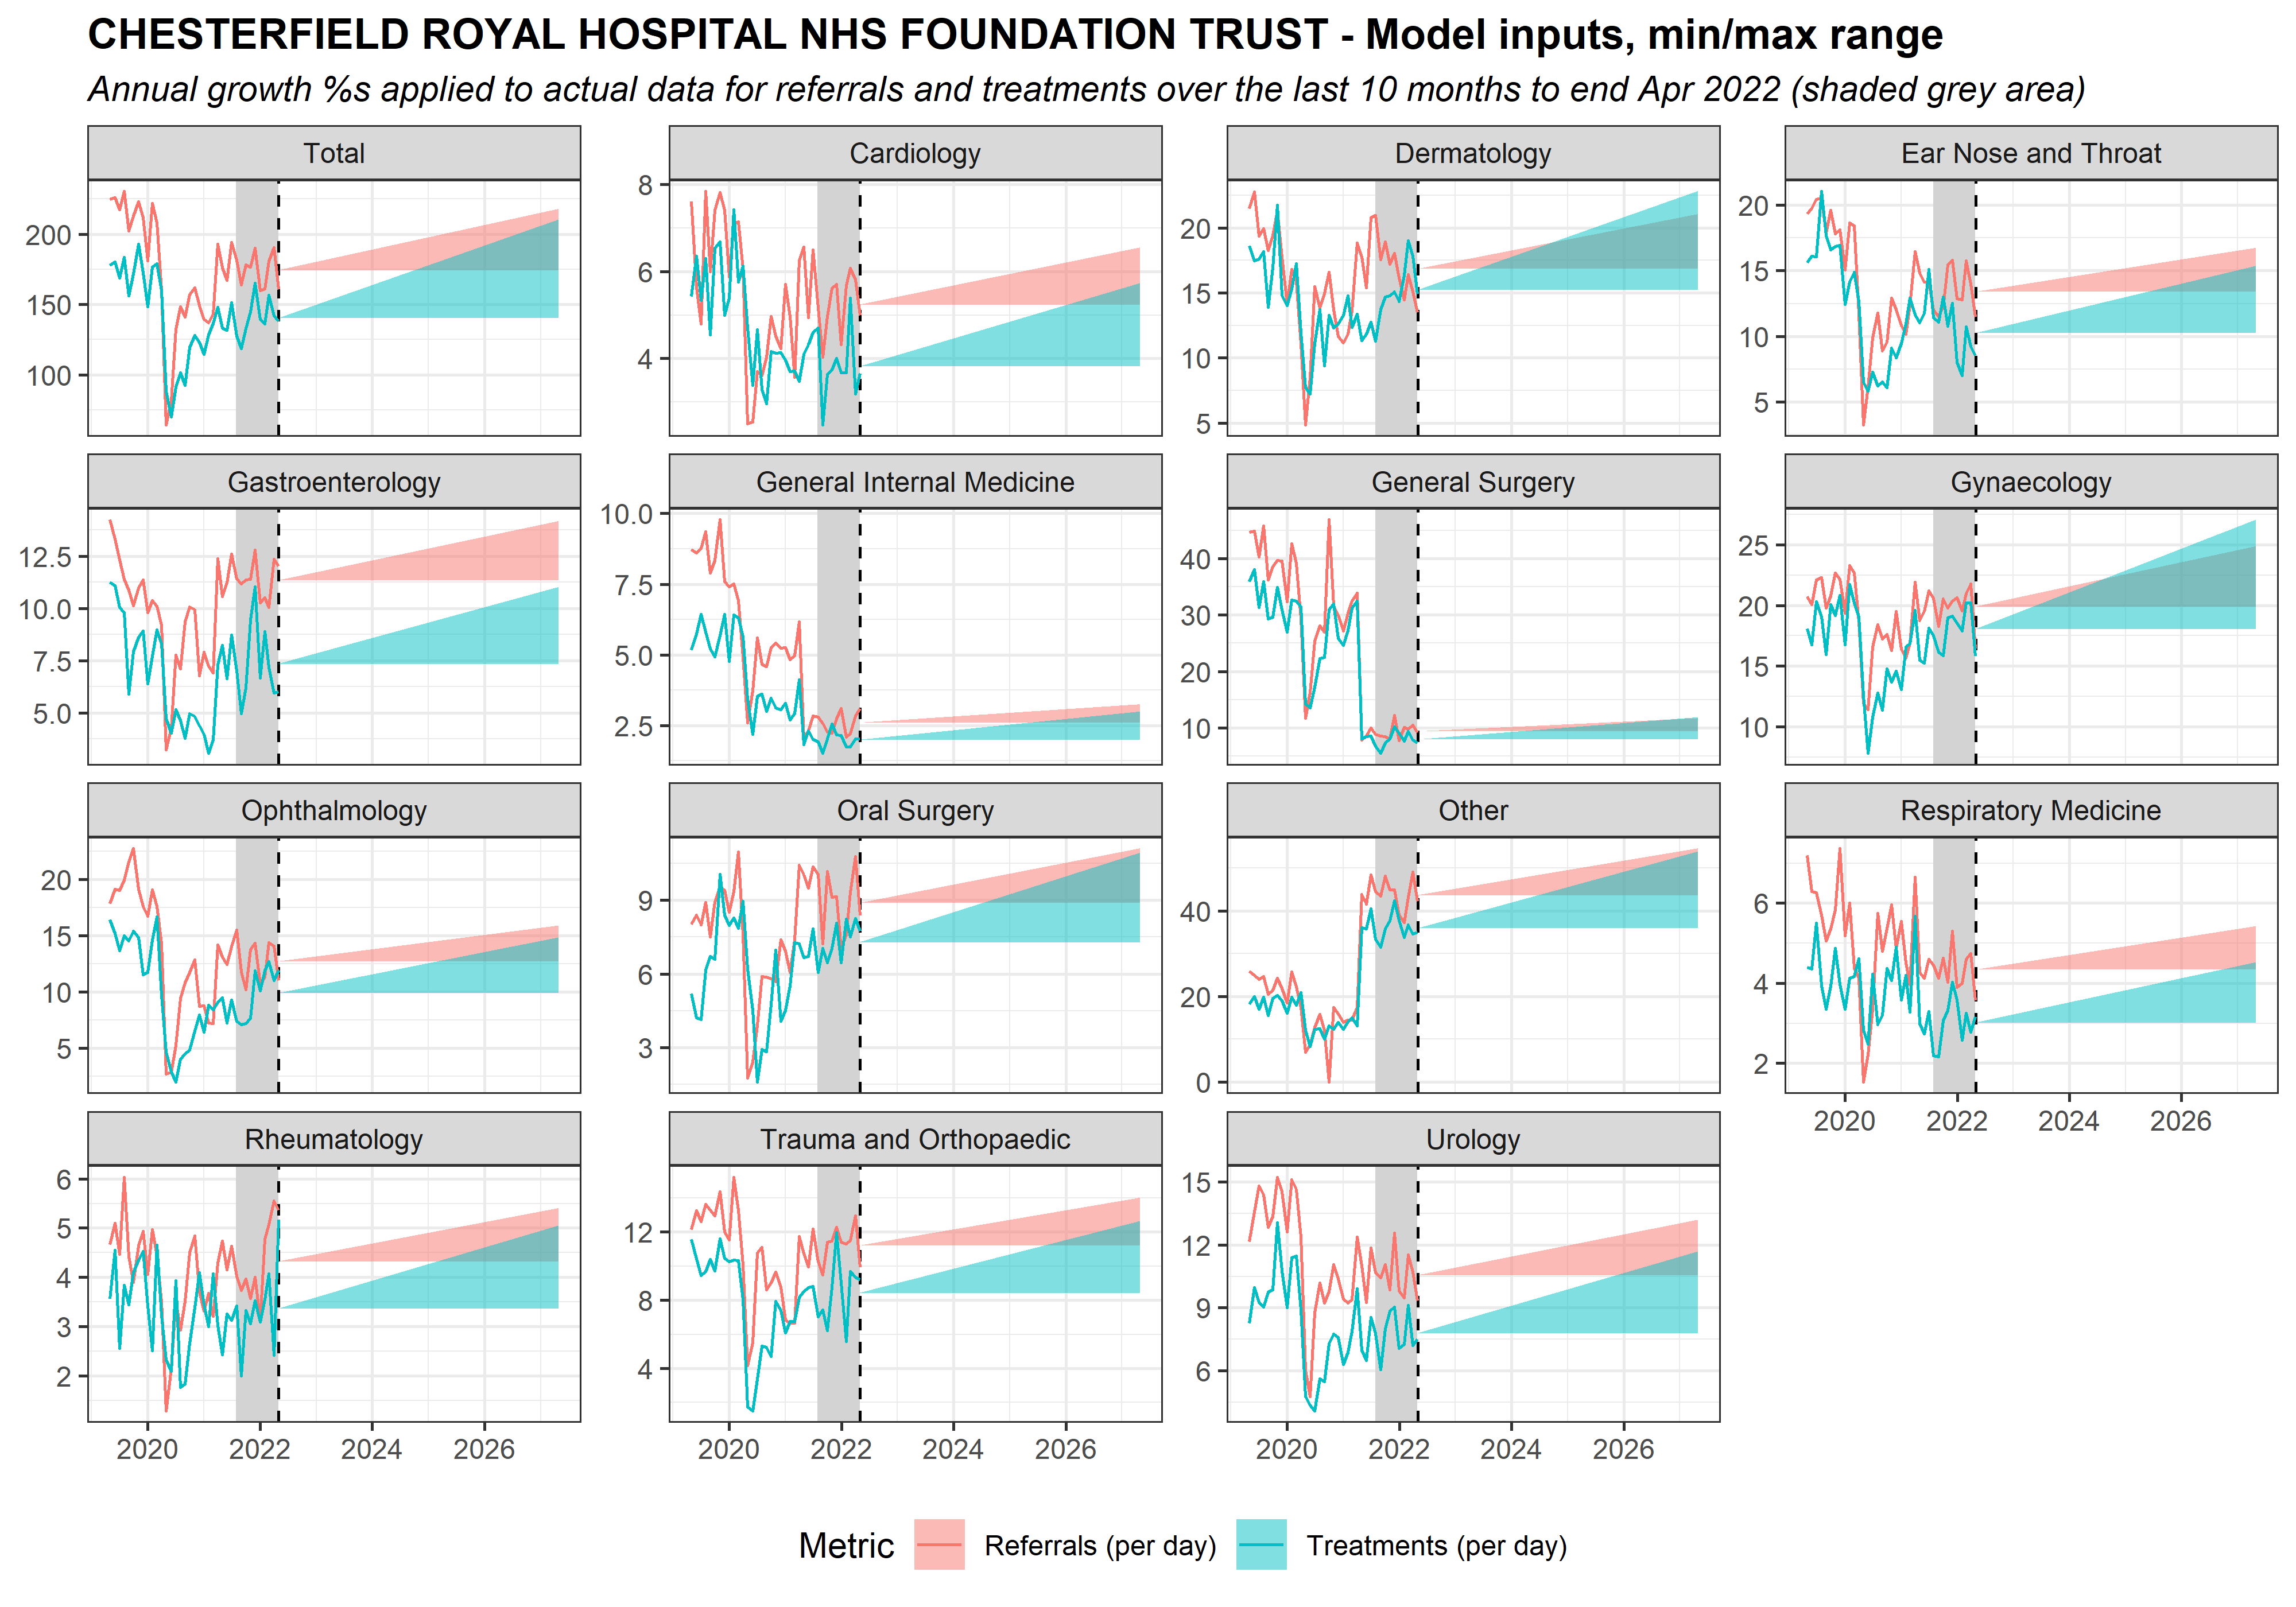 CHESTERFIELD ROYAL HOSPITAL NHS FOUNDATION TRUST - Model inputs, min/max range
Annual growth %s applied to actual data for referrals and treatments over the last 10 months to end Apr 2022 (shaded grey area)
Total
200
150
100
Cardiology
8
6
4
Dermatology
20
15
10
5
Ear Nose and Throat
20
15
10
5
Gastroenterology
12.5
10.0
7.5
5.0
General Internal Medicine
10.0
7.5
5.0
2.5
General Surgery
40
30
20
10
Gynaecology
25
20
15
10
Ophthalmology
20
15
10
5
Oral Surgery
9
6
3
Other
40
20
0
Respiratory Medicine
6
4
2
2020 2022 2024 2026
Rheumatology
6
5
4
3
2
2020 2022 2024 2026
Trauma and Orthopaedic
12
8
4
2020 2022 2024 2026
Urology
15
12
9
6
2020 2022 2024 2026
Metric Referrals (per day) Treatments (per day)